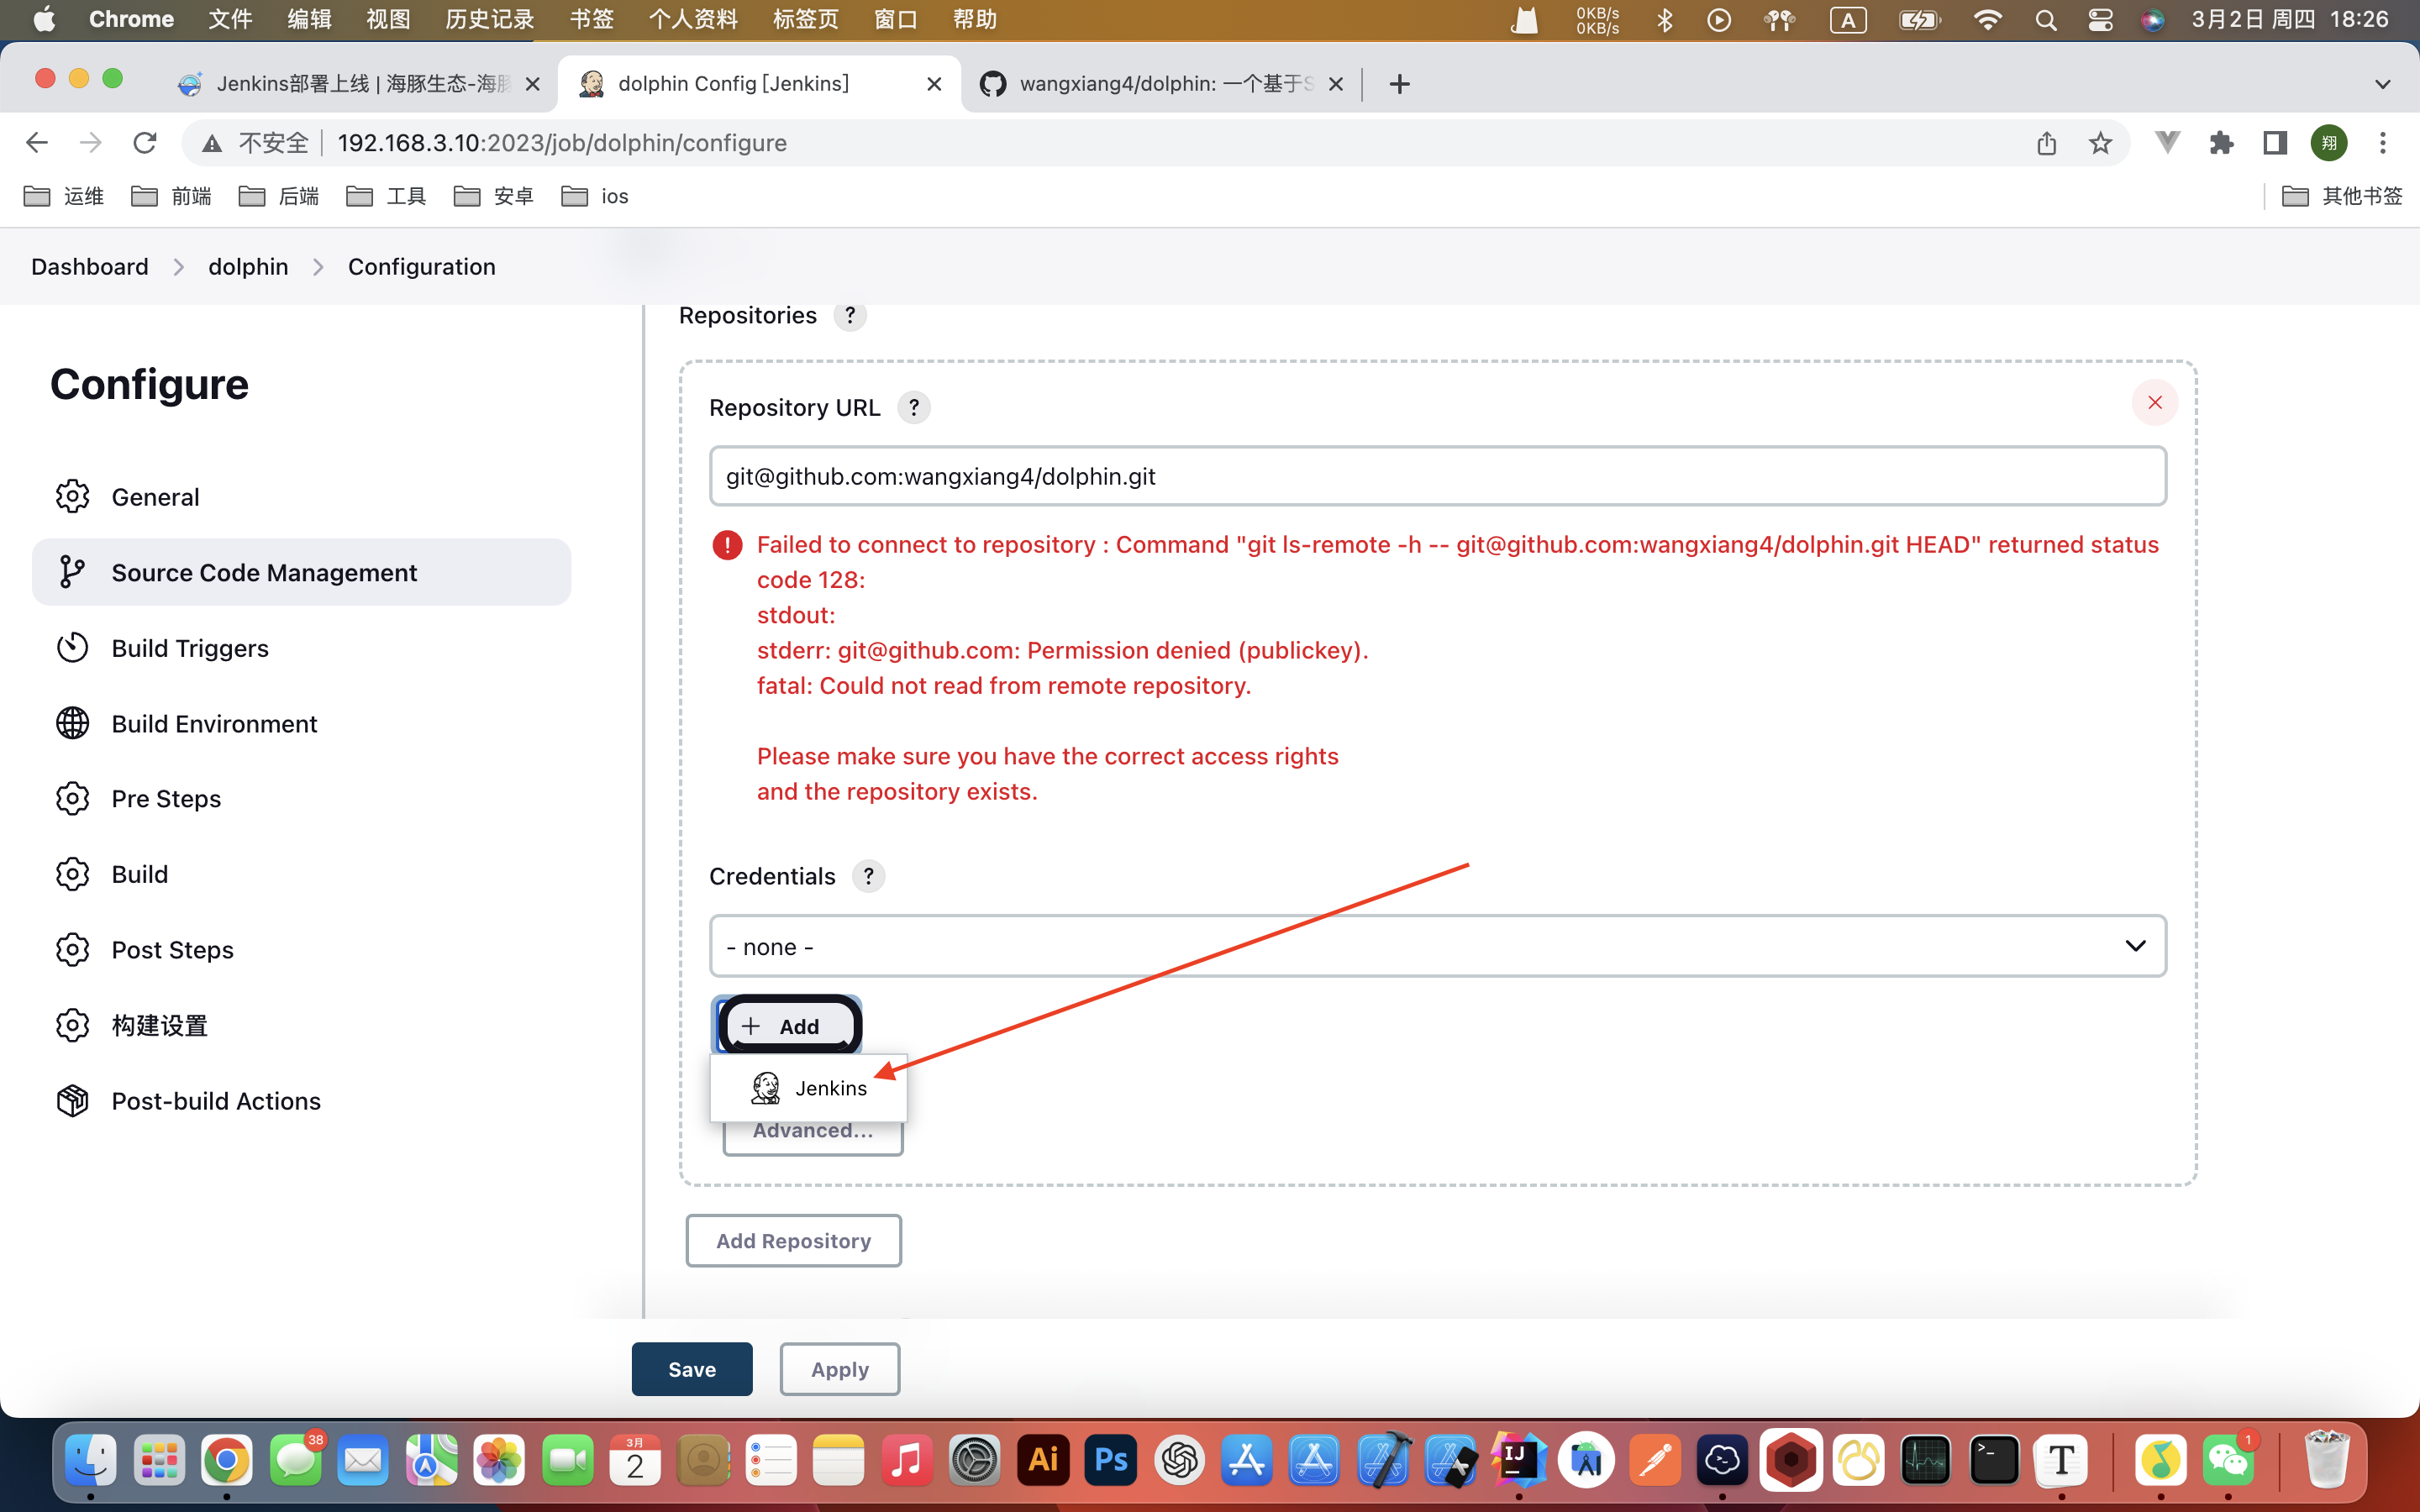 Chrome 文件 编辑 视图 历史记录 书签 个人资料 标签页 窗口 帮助 0KB/s 0KB/s A 3月2日 周四 18:26
Jenkins部署上线 | 海豚生态-海豚 dolphin Config [Jenkins] wangxiang4/dolphin: 一个基于S
不安全 192.168.3.10:2023/job/dolphin/configure 翔
运维 前端 后端 工具 安卓 ios 其他书签
Dashboard dolphin Configuration
Repositories ?
Configure
Repository URL ?
git@github.com:wangxiang4/dolphin.git
General
Failed to connect to repository : Command "git ls-remote -h -- git@github.com:wangxiang4/dolphin.git HEAD" returned status
code 128:
stdout:
stderr: git@github.com: Permission denied (publickey).
fatal: Could not read from remote repository.
Please make sure you have the correct access rights
and the repository exists.
Source Code Management
Build Triggers
Build Environment
Pre Steps
Build
Post Steps
构建设置
Post-build Actions
Credentials ?
- none -
Add
Jenkins
Advanced...
Add Repository
Save Apply
38 3月 2 Ai Ps IJ >_ T 1